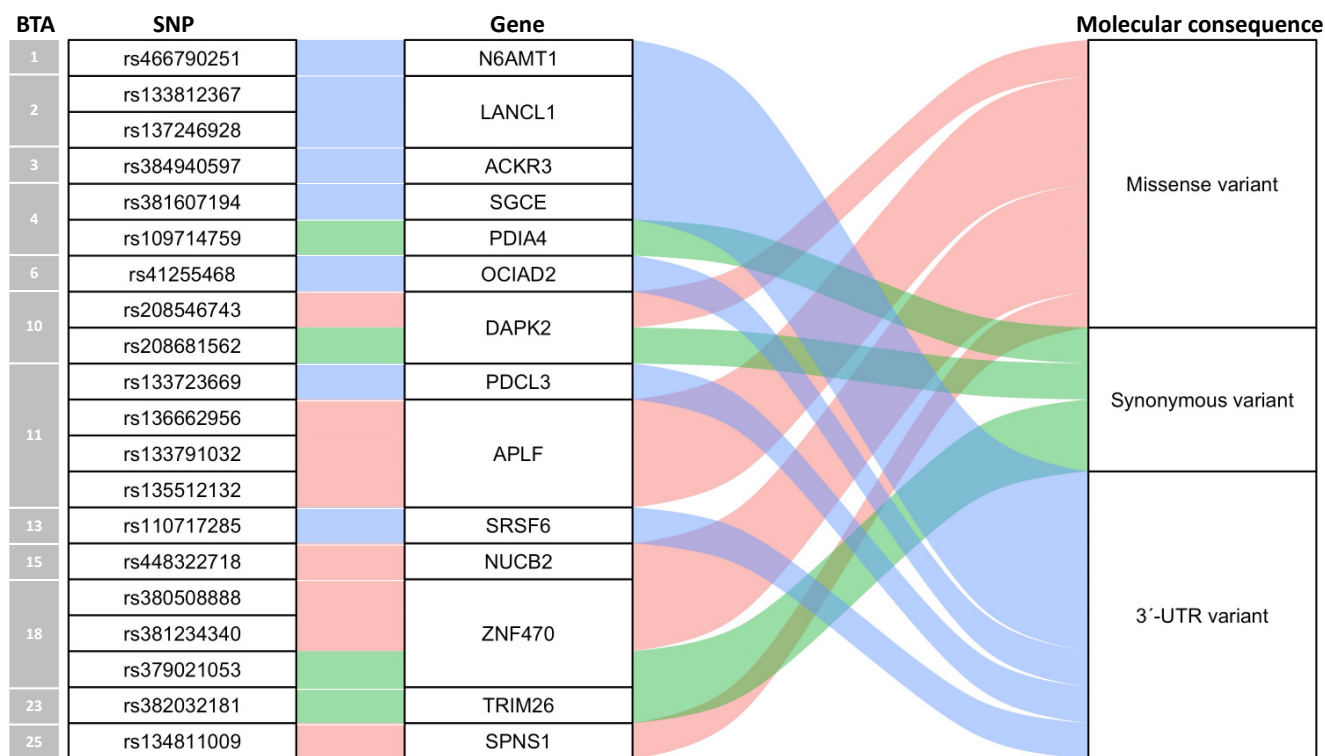 BTA SNP Gene Molecular consequence
1 rs466790251 N6AMT1
2 rs133812367 LANCL1
rs137246928
3 rs384940597 ACKR3
4 rs381607194 SGCE
rs109714759 PDIA4
6 rs41255468 OCIAD2
10 rs208546743 DAPK2
rs208681562
11 rs133723669 PDCL3
rs136662956 APLF
rs133791032
rs135512132
13 rs110717285 SRSF6
15 rs448322718 NUCB2
18 rs380508888 ZNF470
rs381234340
rs379021053
23 rs382032181 TRIM26
25 rs134811009 SPNS1
Missense variant
Synonymous variant
3´-UTR variant